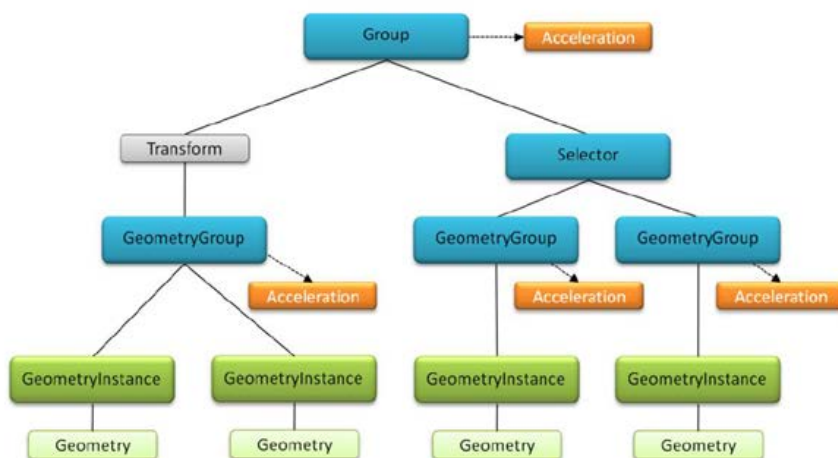 Group
Acceleration
Transform
Selector
GeometryGroup
GeometryGroup
GeometryGroup
Acceleration
Acceleration
Acceleration
GeometryInstance
GeometryInstance
GeometryInstance
GeometryInstance
Geometry
Geometry
Geometry
Geometry